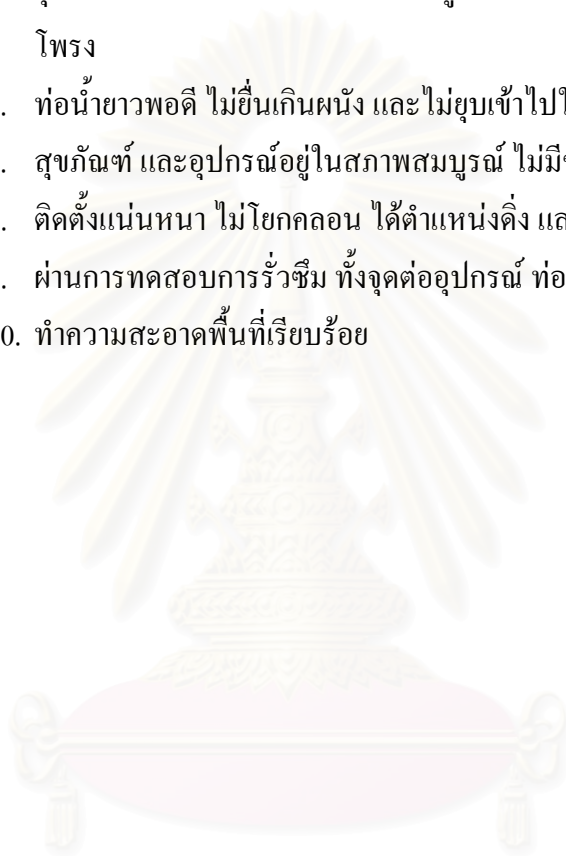 โพรง
. ท่อน้ำยาวพอดี ไม่ยื่นเกินผนัง และไม่ยุบเข้าไปใ
. สุขภัณฑ์ และอุปกรณ์อยู่ในสภาพสมบูรณ์ ไม่มี
. ติดตั้งแน่นหนา ไม่โยกคลอน ได้ตำแหน่งดิ่ง แล
. ผ่านการทดสอบการรั่วซึม ทั้งจุดต่ออุปกรณ์ ท่อ
0. ทำความสะอาดพื้นที่เรียบร้อย